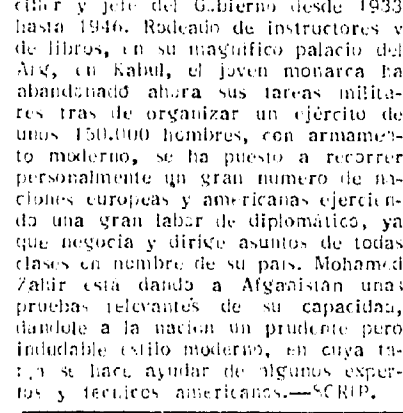 ciller y jefe del Gobierno desde 1933
hasta 1946. Rodeado de instructores y
de libros, en su magnífico palacio del
Arg, en Kabul, el joven monarca ha
abandonado ahora sus tareas milita-
res tras de organizar un ejército de
unos 150.000 hombres, con armamen-
to moderno, se ha puesto a recorrer
personalmente un gran numero de na-
ciones europeas y americanas ejercien-
do una gran labor de diplomático, ya
que negocia y dirige asuntos de todas
clases en nombre de su pais. Mohamed
Zahir está dando a Afganistán unas
pruebas relevantes de su capacidad,
dandole a la nación un prudente pero
indudable estilo moderno, en cuya ta-
rea se hace ayudar de algunos exper-
tos y técnicos americanos.—SCRIP.